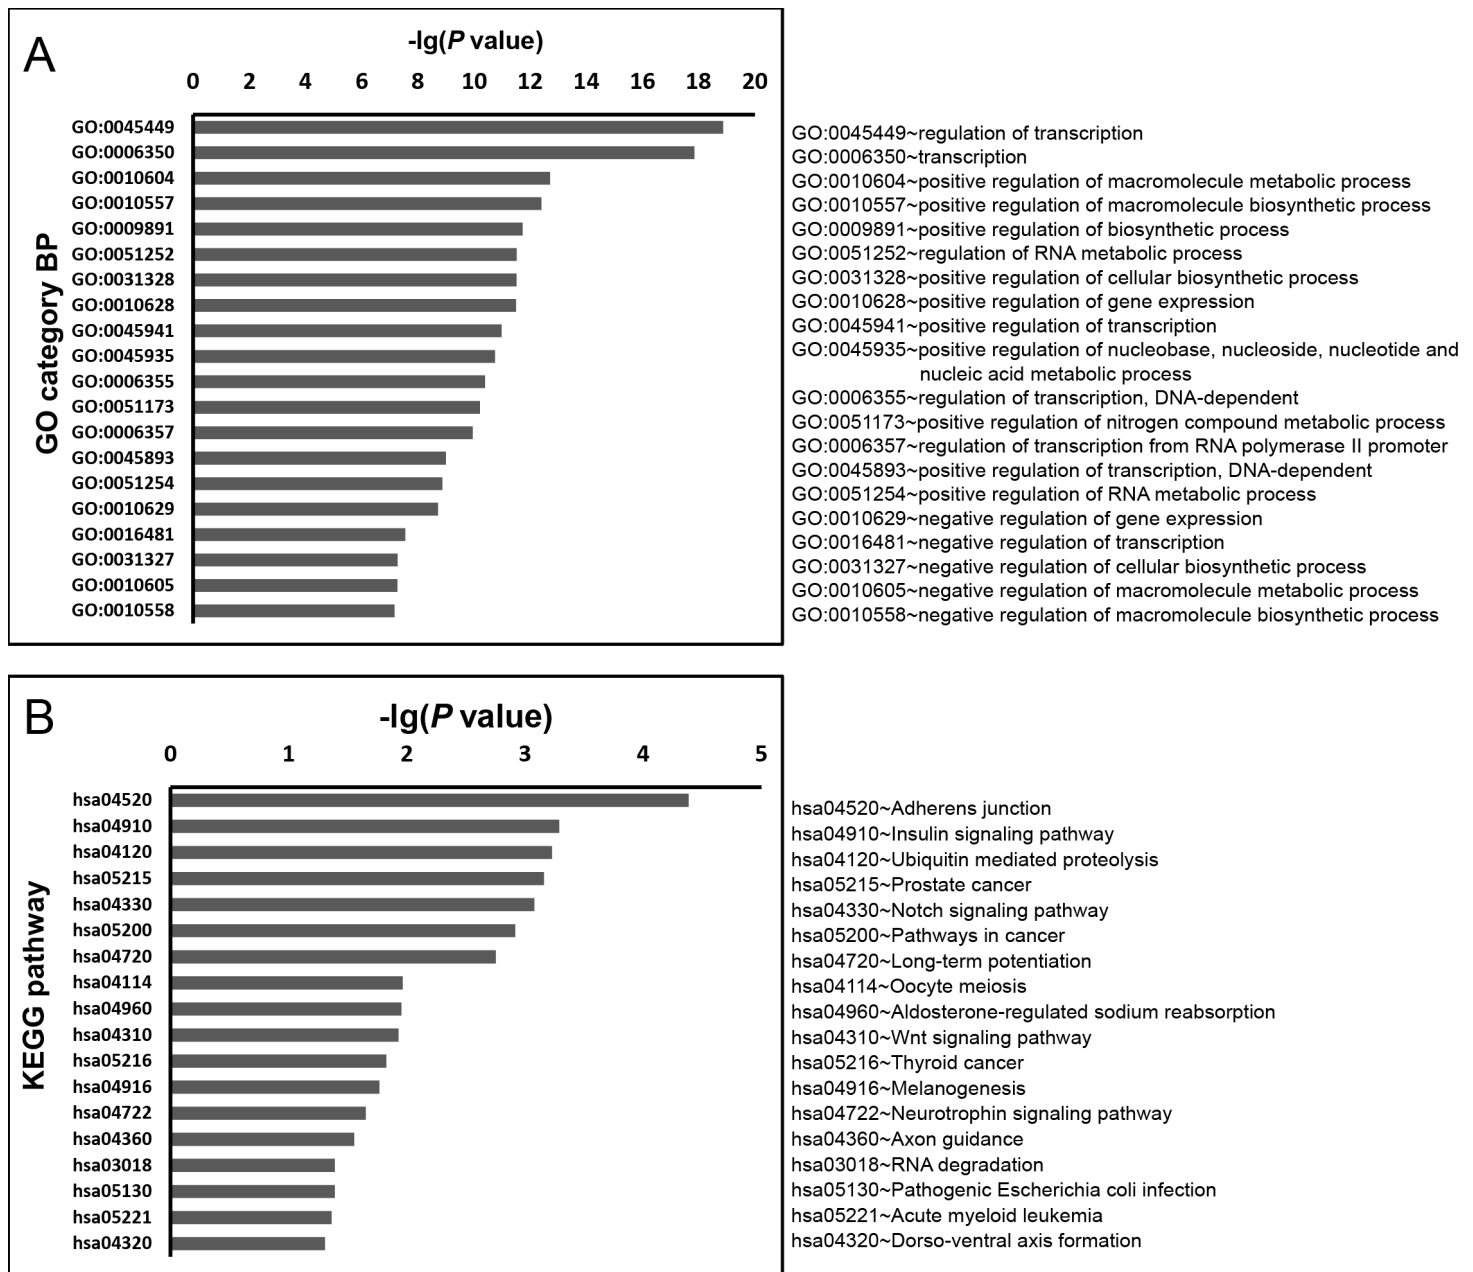 A
-lg(P value)
0 2 4 6 8 10 12 14 16 18 20
GO category BP
GO:0045449
GO:0006350
GO:0010604
GO:0010557
GO:0009891
GO:0051252
GO:0031328
GO:0010628
GO:0045941
GO:0045935
GO:0006355
GO:0051173
GO:0006357
GO:0045893
GO:0051254
GO:0010629
GO:0016481
GO:0031327
GO:0010605
GO:0010558
GO:0045449~regulation of transcription
GO:0006350~transcription
GO:0010604~positive regulation of macromolecule metabolic process
GO:0010557~positive regulation of macromolecule biosynthetic process
GO:0009891~positive regulation of biosynthetic process
GO:0051252~regulation of RNA metabolic process
GO:0031328~positive regulation of cellular biosynthetic process
GO:0010628~positive regulation of gene expression
GO:0045941~positive regulation of transcription
GO:0045935~positive regulation of nucleobase, nucleoside, nucleotide and
nucleic acid metabolic process
GO:0006355~regulation of transcription, DNA-dependent
GO:0051173~positive regulation of nitrogen compound metabolic process
GO:0006357~regulation of transcription from RNA polymerase II promoter
GO:0045893~positive regulation of transcription, DNA-dependent
GO:0051254~positive regulation of RNA metabolic process
GO:0010629~negative regulation of gene expression
GO:0016481~negative regulation of transcription
GO:0031327~negative regulation of cellular biosynthetic process
GO:0010605~negative regulation of macromolecule metabolic process
GO:0010558~negative regulation of macromolecule biosynthetic process
B
-lg(P value)
0 1 2 3 4 5
KEGG pathway
hsa04520
hsa04910
hsa04120
hsa05215
hsa04330
hsa05200
hsa04720
hsa04114
hsa04960
hsa04310
hsa05216
hsa04916
hsa04722
hsa04360
hsa03018
hsa05130
hsa05221
hsa04320
hsa04520~Adherens junction
hsa04910~Insulin signaling pathway
hsa04120~Ubiquitin mediated proteolysis
hsa05215~Prostate cancer
hsa04330~Notch signaling pathway
hsa05200~Pathways in cancer
hsa04720~Long-term potentiation
hsa04114~Oocyte meiosis
hsa04960~Aldosterone-regulated sodium reabsorption
hsa04310~Wnt signaling pathway
hsa05216~Thyroid cancer
hsa04916~Melanogenesis
hsa04722~Neurotrophin signaling pathway
hsa04360~Axon guidance
hsa03018~RNA degradation
hsa05130~Pathogenic Escherichia coli infection
hsa05221~Acute myeloid leukemia
hsa04320~Dorso-ventral axis formation